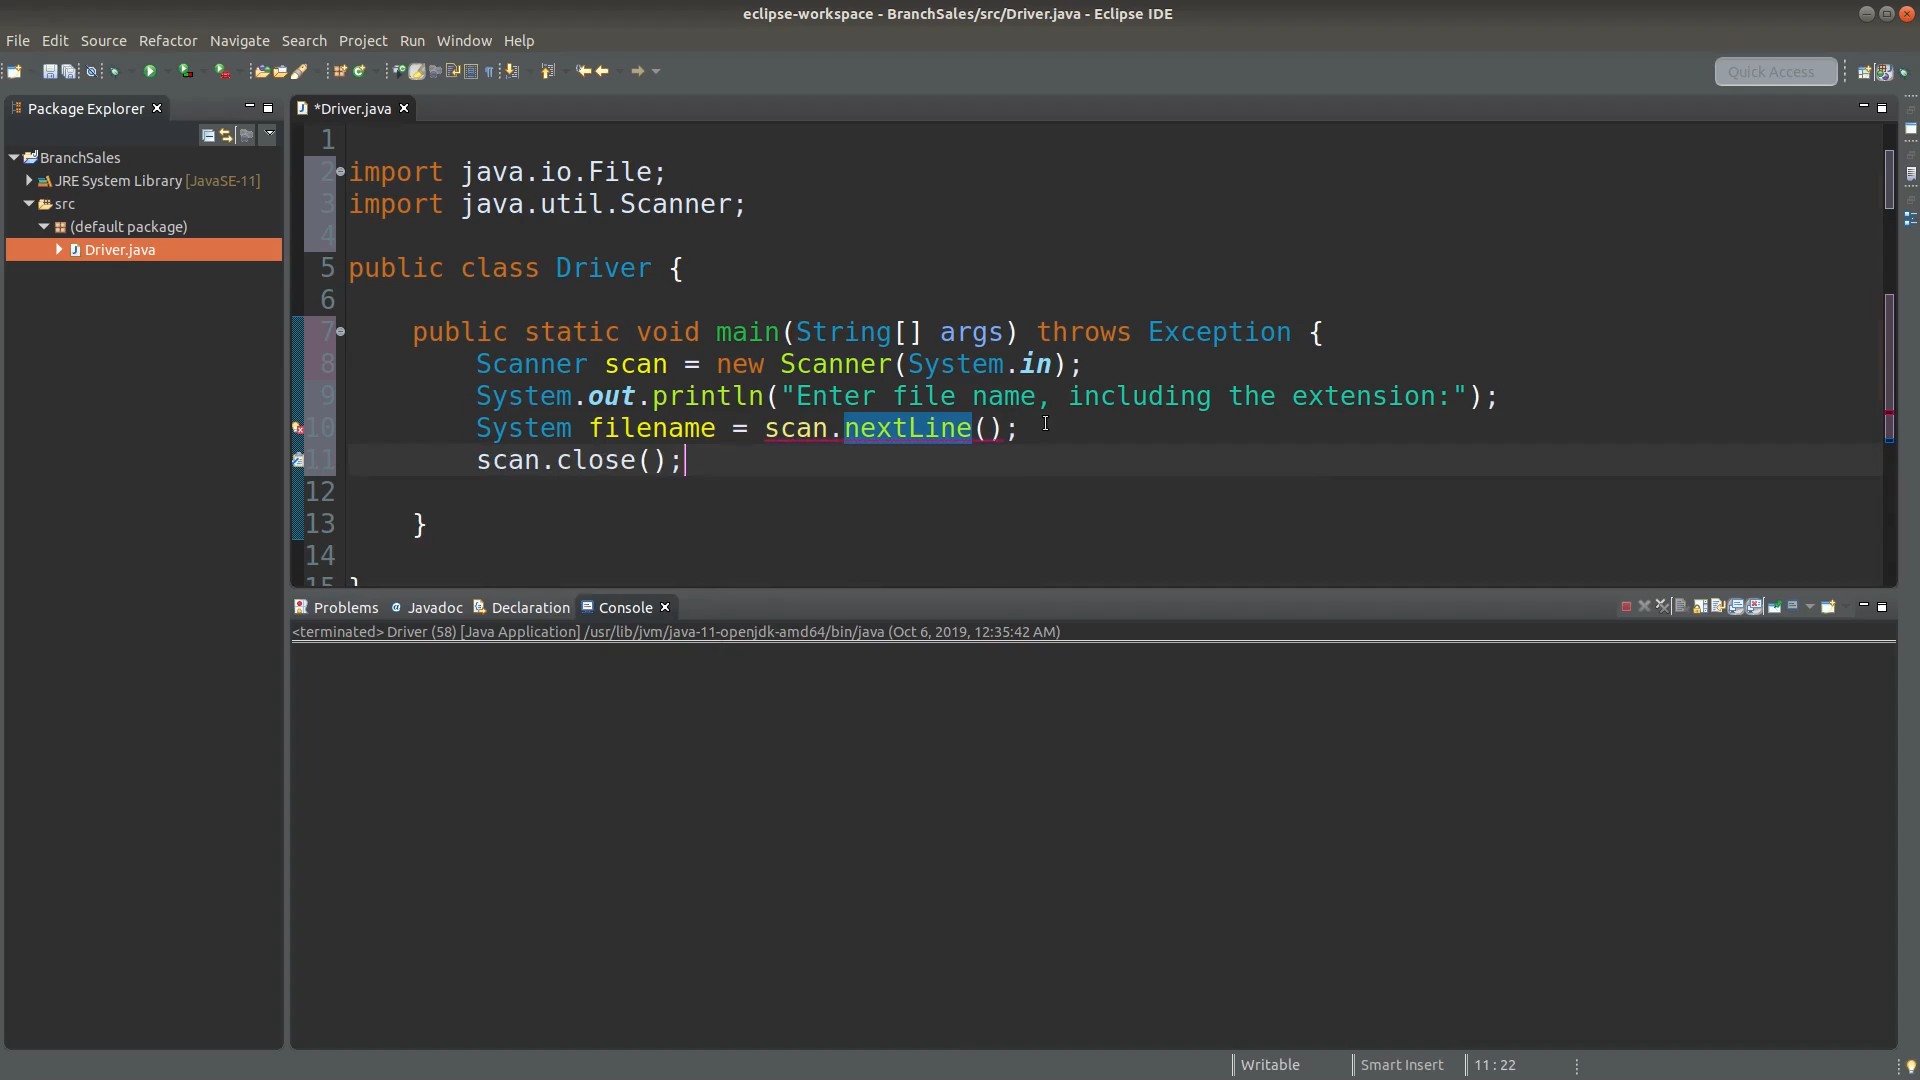 eclipse-workspace - BranchSales/src/Driver.java - Eclipse IDE
File Edit Source Refactor Navigate Search Project Run Window Help
Quick Access
Package Explorer
BranchSales
JRE System Library [JavaSE-11]
src
(default package)
Driver.java
*Driver.java
1
2 import java.io.File;
3 import java.util.Scanner;
4
5 public class Driver {
6
7 public static void main(String[] args) throws Exception {
8 Scanner scan = new Scanner(System.in);
9 System.out.println("Enter file name, including the extension:");
10 System filename = scan.nextLine();
11 scan.close();
12
13 }
14
15 }
Problems Javadoc Declaration Console
<terminated> Driver (58) [Java Application] /usr/lib/jvm/java-11-openjdk-amd64/bin/java (Oct 6, 2019, 12:35:42 AM)
Writable Smart Insert 11 : 22